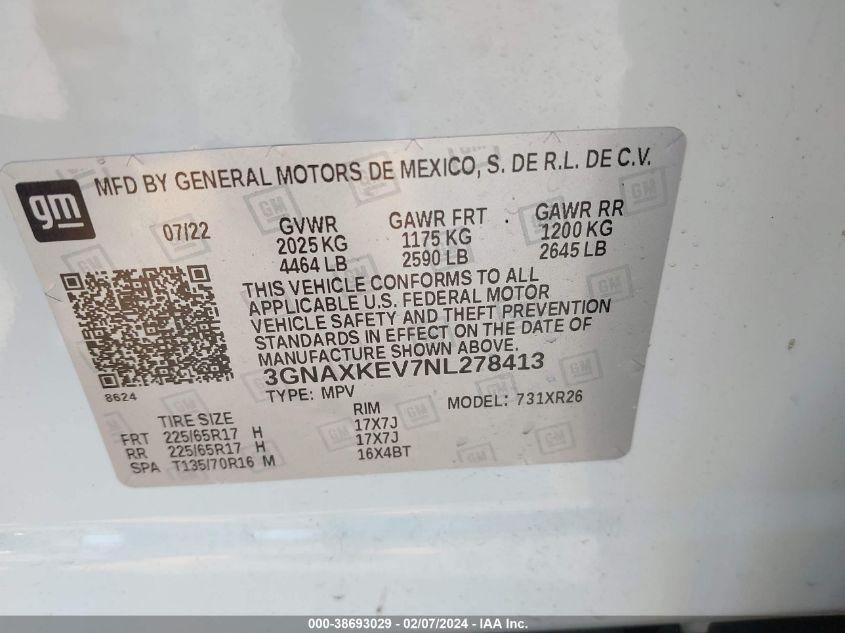 gm
MFD BY GENERAL MOTORS DE MEXICO, S. DE R.L. DE C.V.
07/22 GVWR GAWR FRT GAWR RR
2025 KG 1175 KG 1200 KG
4464 LB 2590 LB 2645 LB
THIS VEHICLE CONFORMS TO ALL
APPLICABLE U.S. FEDERAL MOTOR
VEHICLE SAFETY AND THEFT PREVENTION
STANDARDS IN EFFECT ON THE DATE OF
MANUFACTURE SHOWN ABOVE.
8624 3GNAXKEV7NL278413
TYPE: MPV MODEL: 731XR26
TIRE SIZE RIM
FRT 225/65R17 H 17X7J
RR 225/65R17 H 17X7J
SPA T135/70R16 M 16X4BT
000-38693029 - 02/07/2024 - IAA Inc.